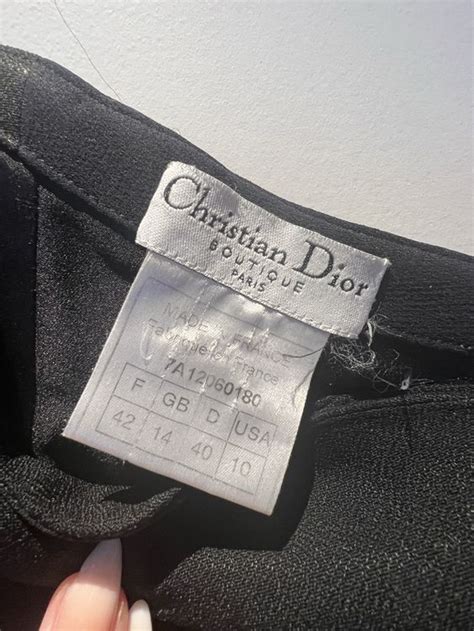 Christian Dior
BOUTIQUE
PARIS
MADE IN FRANCE
Fabriqué en France
7A12060180
F GB D USA
42 14 40 10